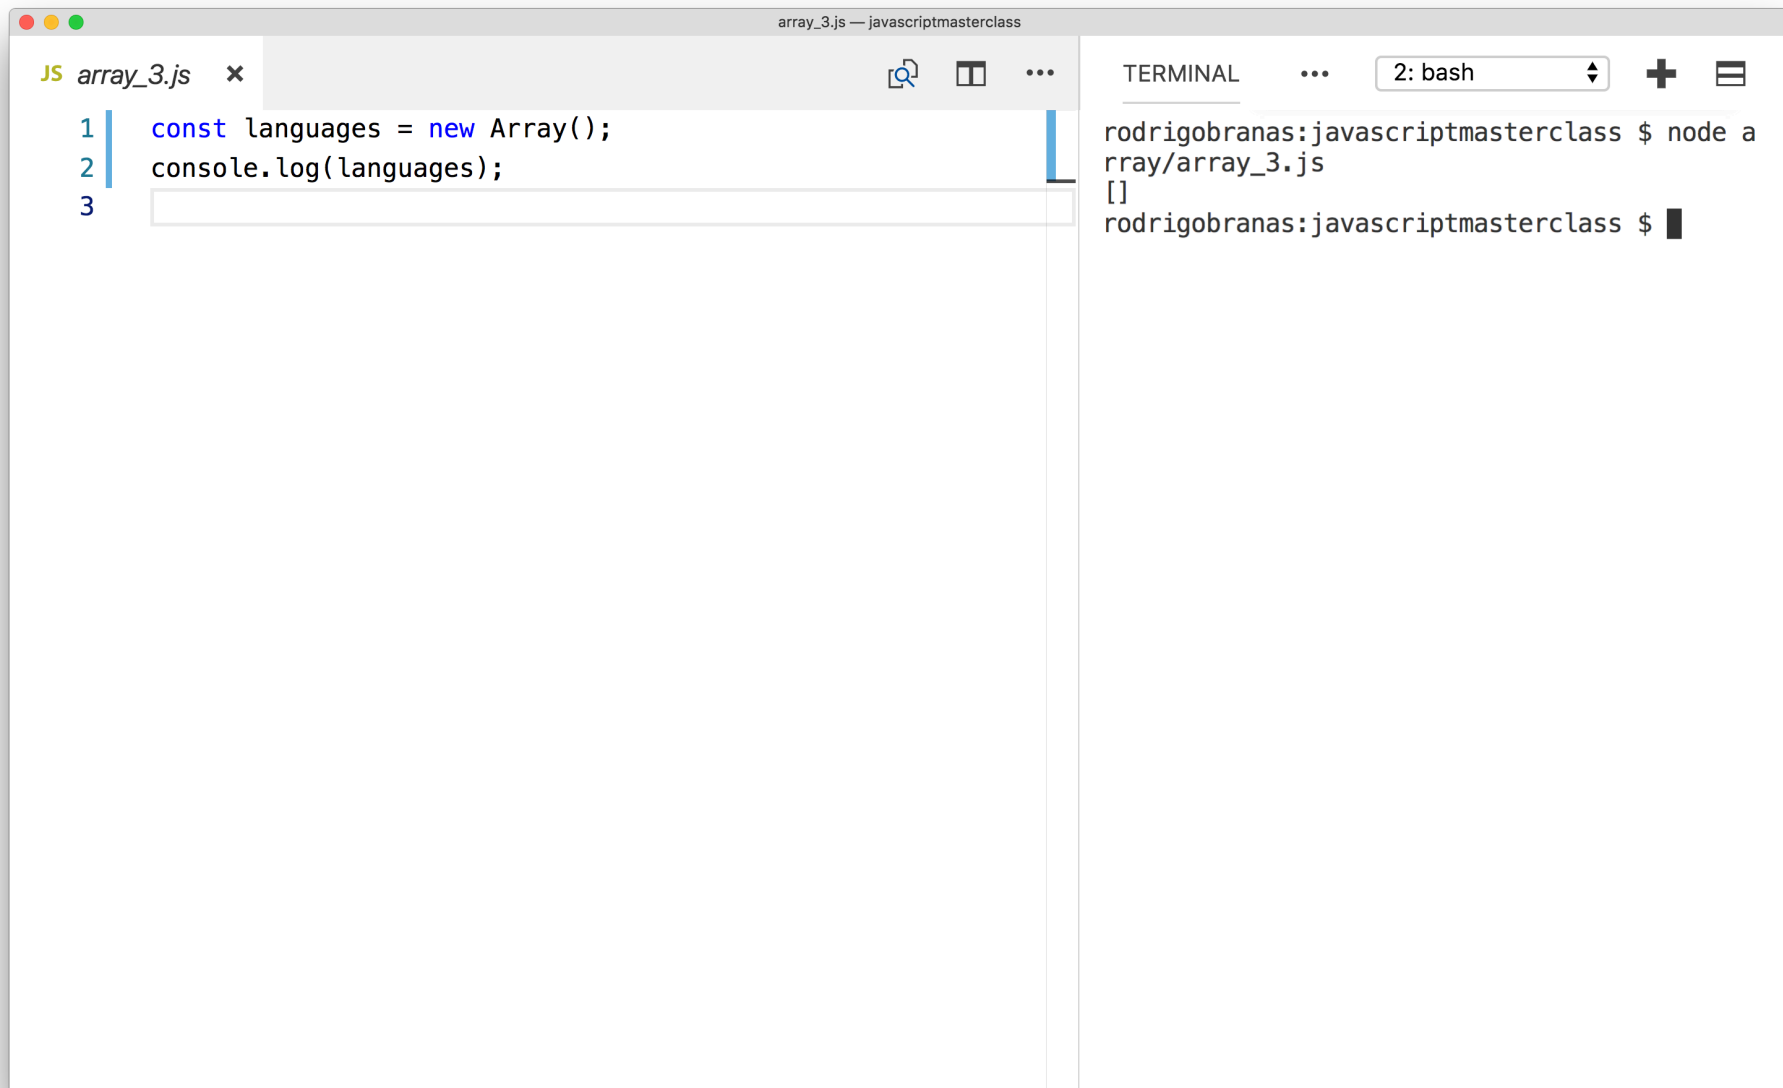 array_3.js — javascriptmasterclass
JS array_3.js
TERMINAL
2: bash
1 const languages = new Array();
2 console.log(languages);
3
rodrigobranas:javascriptmasterclass $ node a
rray/array_3.js
[]
rodrigobranas:javascriptmasterclass $